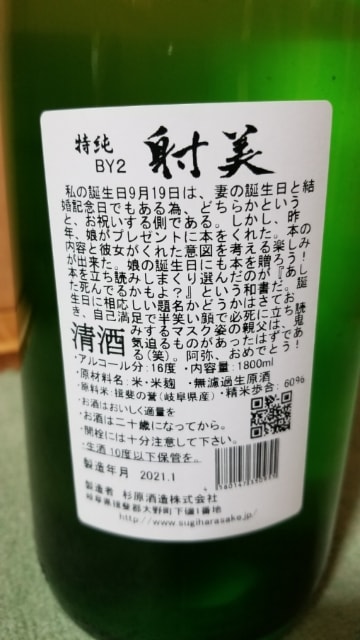 特純
BY2
射美
私の誕生日9月19日は、妻の誕生日と結
婚記念日でもある為、どちらかという
と、お祝いする側である。しかし、昨
年、娘がプレゼントに本をくれた。本の
内容と彼女がくれた意図を考える楽しみ
が出来た。娘の誕生日にも本を贈ろう!
本を立ち読みしまくり選んだのが『あし
た死んでるかもよ?』という和書だ。誕
生日に相応しい題名かどうかはさてお
き、自己満足で半笑い顔で必死に立ち読
みするマスク姿の親父は、鬼
気迫るものがあったはずであ
る(笑)。阿弥、おめでとう!
清酒
・アルコール分:16度 ・内容量:1800ml
・原材料名:米・米麹 ・無濾過生原酒
・原料米:揖斐の誉(岐阜県産)・精米歩合:60%
・お酒はおいしく適量を
・お酒は二十歳になってから。
・開栓には十分注意して下さい。
・生酒 10度以下保管を。
製造年月 2021.1
製造者 杉原酒造株式会社
岐阜県揖斐郡大野町下磯1番地
http://www.sugiharasake.jp/